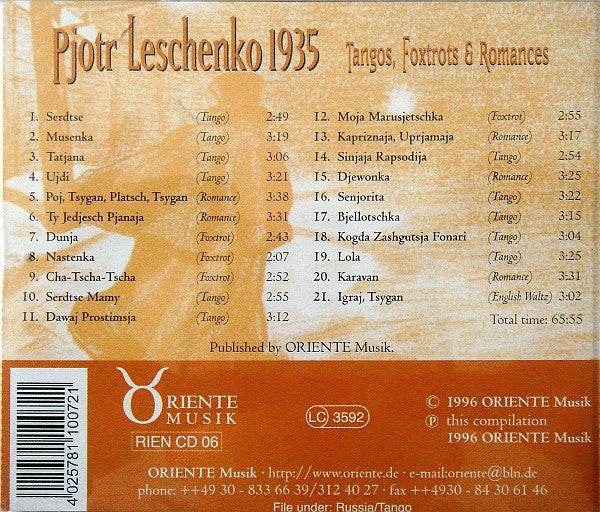 Pjotr Leschenko 1935 Tangos, Foxtrots & Romances
1. Serdtse (Tango) 2:49
2. Musenka (Tango) 3:19
3. Tatjana (Tango) 3:06
4. Ujdi (Tango) 3:21
5. Poj, Tsygan, Platsch, Tsygan (Romance) 3:38
6. Ty Jedjesch Pjanaja (Romance) 3:31
7. Dunja (Foxtrot) 2:43
8. Nastenka (Foxtrot) 2:07
9. Cha-Tscha-Tscha (Foxtrot) 2:52
10. Serdtse Mamy (Tango) 2:55
11. Dawaj Prostimsja (Tango) 3:12
12. Moja Marusjetschka (Foxtrot) 2:55
13. Kapriznaja, Uprjamaja (Romance) 3:17
14. Sinjaja Rapsodija (Tango) 2:54
15. Djewonka (Romance) 3:25
16. Senjorita (Tango) 3:22
17. Bjellotschka (Tango) 3:15
18. Kogda Zashgutsja Fonari (Tango) 3:04
19. Lola (Tango) 3:25
20. Karavan (Romance) 3:31
21. Igraj, Tsygan (English Waltz) 3:02
Total time: 65:55
Published by ORIENTE Musik.
4 025781 100721
ORIENTE
MUSIK
RIEN CD 06
LC 3592
© 1996 ORIENTE Musik
℗ this compilation
1996 ORIENTE Musik
ORIENTE Musik · http://www.oriente.de · e-mail:oriente@bln.de
phone: ++49 30 - 833 66 39/312 40 27 · fax ++4930 - 84 30 61 46
File under: Russia/Tango